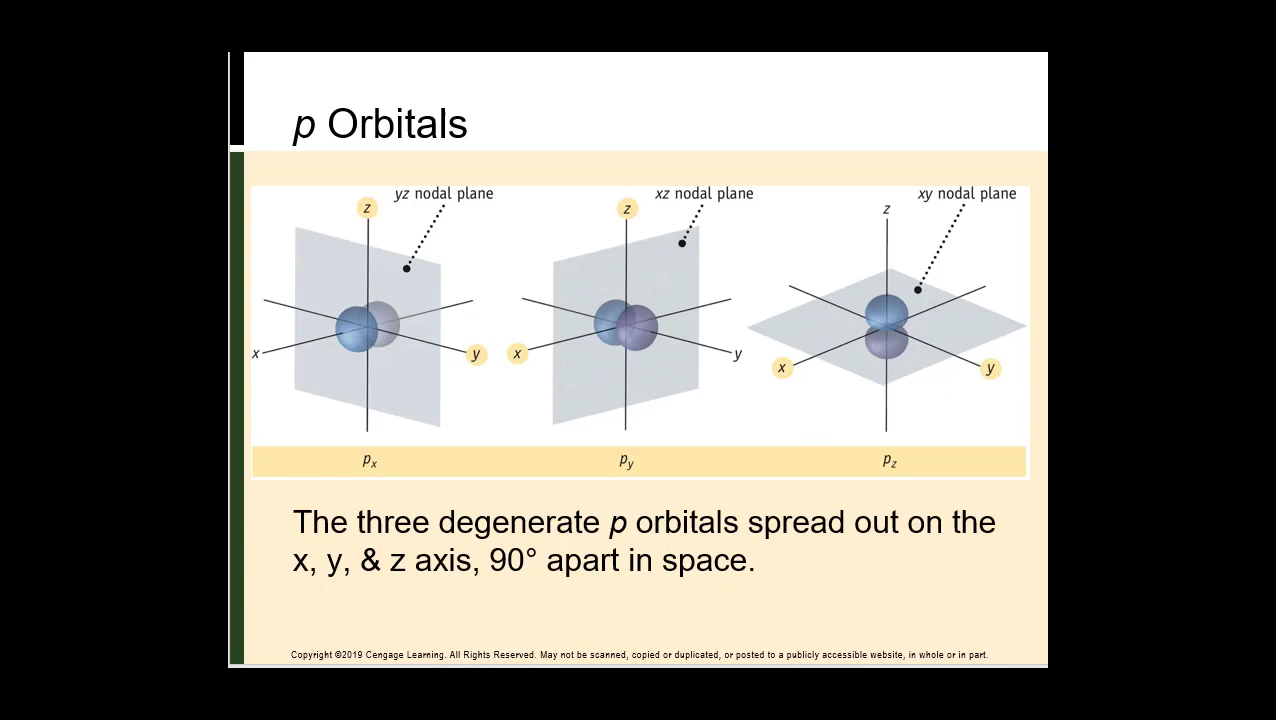 p Orbitals
yz nodal plane
z
x
y
px
xz nodal plane
z
x
y
py
xy nodal plane
z
x
y
pz
The three degenerate p orbitals spread out on the
x, y, & z axis, 90° apart in space.
Copyright ©2019 Cengage Learning. All Rights Reserved. May not be scanned, copied or duplicated, or posted to a publicly accessible website, in whole or in part.